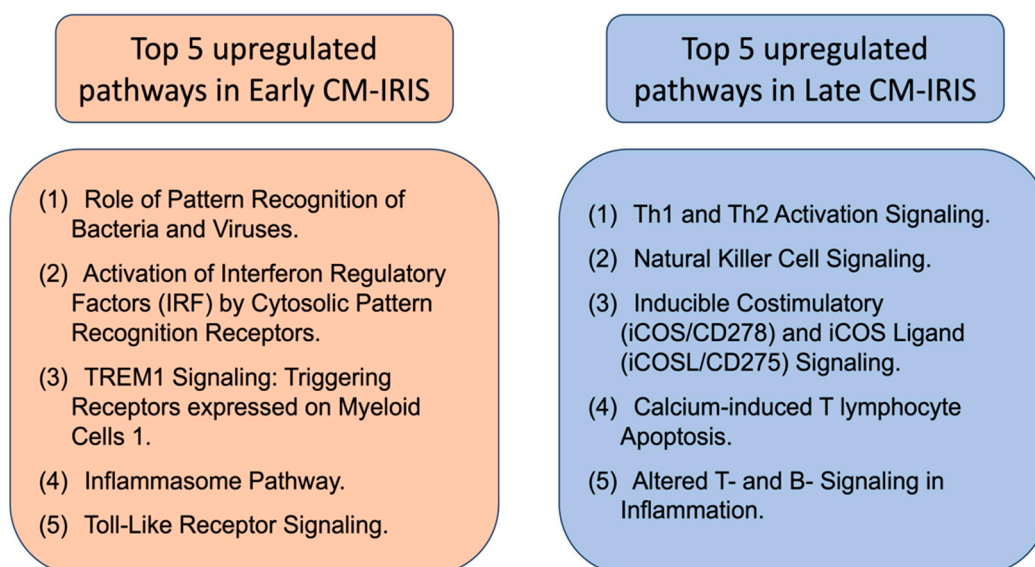 Top 5 upregulated
pathways in Early CM-IRIS
(1) Role of Pattern Recognition of
Bacteria and Viruses.
(2) Activation of Interferon Regulatory
Factors (IRF) by Cytosolic Pattern
Recognition Receptors.
(3) TREM1 Signaling: Triggering
Receptors expressed on Myeloid
Cells 1.
(4) Inflammasome Pathway.
(5) Toll-Like Receptor Signaling.
Top 5 upregulated
pathways in Late CM-IRIS
(1) Th1 and Th2 Activation Signaling.
(2) Natural Killer Cell Signaling.
(3) Inducible Costimulatory
(iCOS/CD278) and iCOS Ligand
(iCOSL/CD275) Signaling.
(4) Calcium-induced T lymphocyte
Apoptosis.
(5) Altered T- and B- Signaling in
Inflammation.